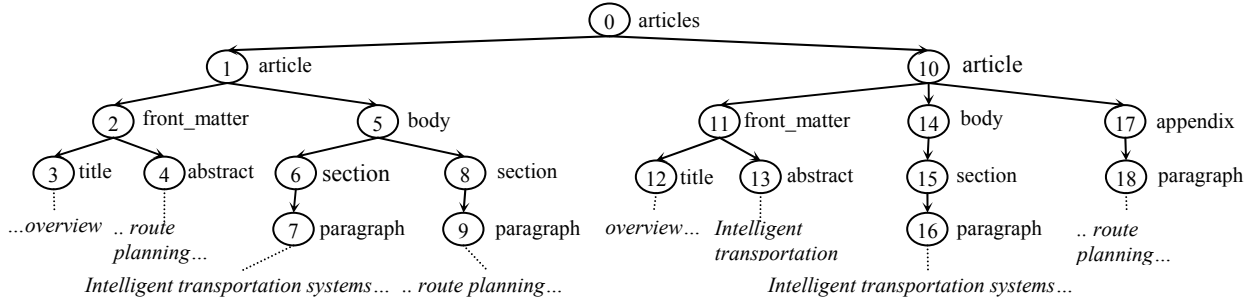 0 articles
1 article 10 article
2 front_matter 5 body 11 front_matter 14 body 17 appendix
3 title 4 abstract 6 section 8 section 12 title 13 abstract 15 section 18 paragraph
…overview .. route 7 paragraph 9 paragraph overview… Intelligent 16 paragraph .. route
planning… transportation planning…
Intelligent transportation systems… .. route planning… Intelligent transportation systems…